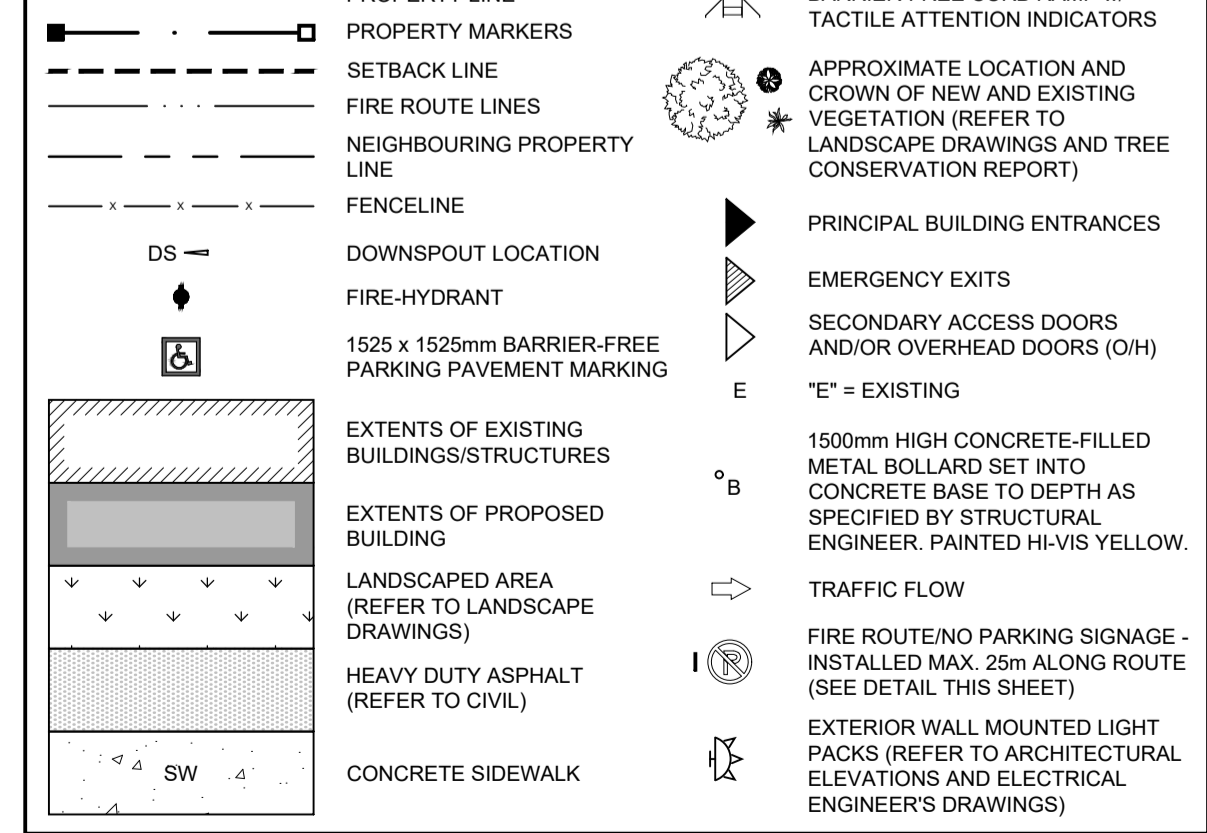 PROPERTY LINE
PROPERTY MARKERS
SETBACK LINE
FIRE ROUTE LINES
NEIGHBOURING PROPERTY
LINE
x x x FENCELINE
DS DOWNSPOUT LOCATION
FIRE-HYDRANT
1525 x 1525mm BARRIER-FREE
PARKING PAVEMENT MARKING
EXTENTS OF EXISTING
BUILDINGS/STRUCTURES
EXTENTS OF PROPOSED
BUILDING
LANDSCAPED AREA
(REFER TO LANDSCAPE
DRAWINGS)
HEAVY DUTY ASPHALT
(REFER TO CIVIL)
SW CONCRETE SIDEWALK
TACTILE ATTENTION INDICATORS
APPROXIMATE LOCATION AND
CROWN OF NEW AND EXISTING
VEGETATION (REFER TO
LANDSCAPE DRAWINGS AND TREE
CONSERVATION REPORT)
PRINCIPAL BUILDING ENTRANCES
EMERGENCY EXITS
SECONDARY ACCESS DOORS
AND/OR OVERHEAD DOORS (O/H)
E "E" = EXISTING
1500mm HIGH CONCRETE-FILLED
METAL BOLLARD SET INTO
B CONCRETE BASE TO DEPTH AS
SPECIFIED BY STRUCTURAL
ENGINEER. PAINTED HI-VIS YELLOW.
TRAFFIC FLOW
FIRE ROUTE/NO PARKING SIGNAGE -
P INSTALLED MAX. 25m ALONG ROUTE
(SEE DETAIL THIS SHEET)
EXTERIOR WALL MOUNTED LIGHT
PACKS (REFER TO ARCHITECTURAL
ELEVATIONS AND ELECTRICAL
ENGINEER'S DRAWINGS)